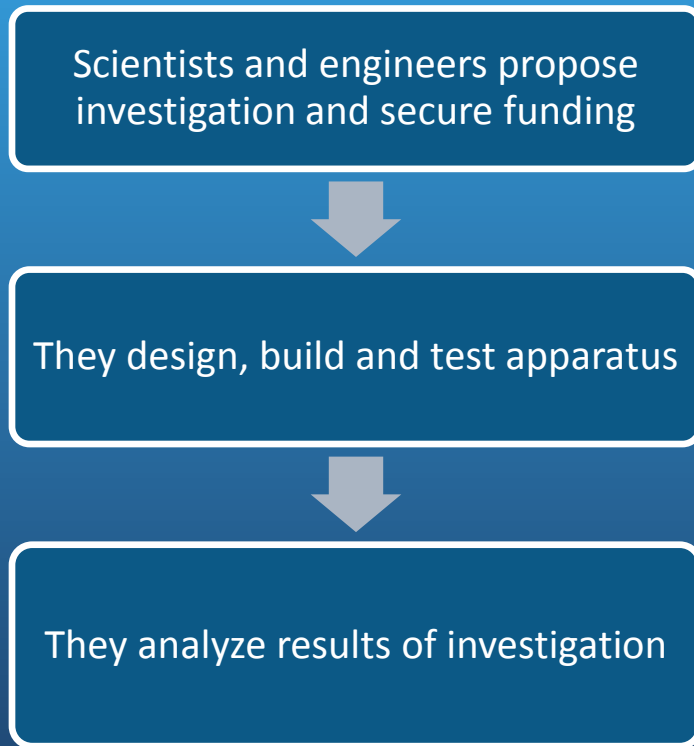 Scientists and engineers propose
investigation and secure funding
They design, build and test apparatus
They analyze results of investigation